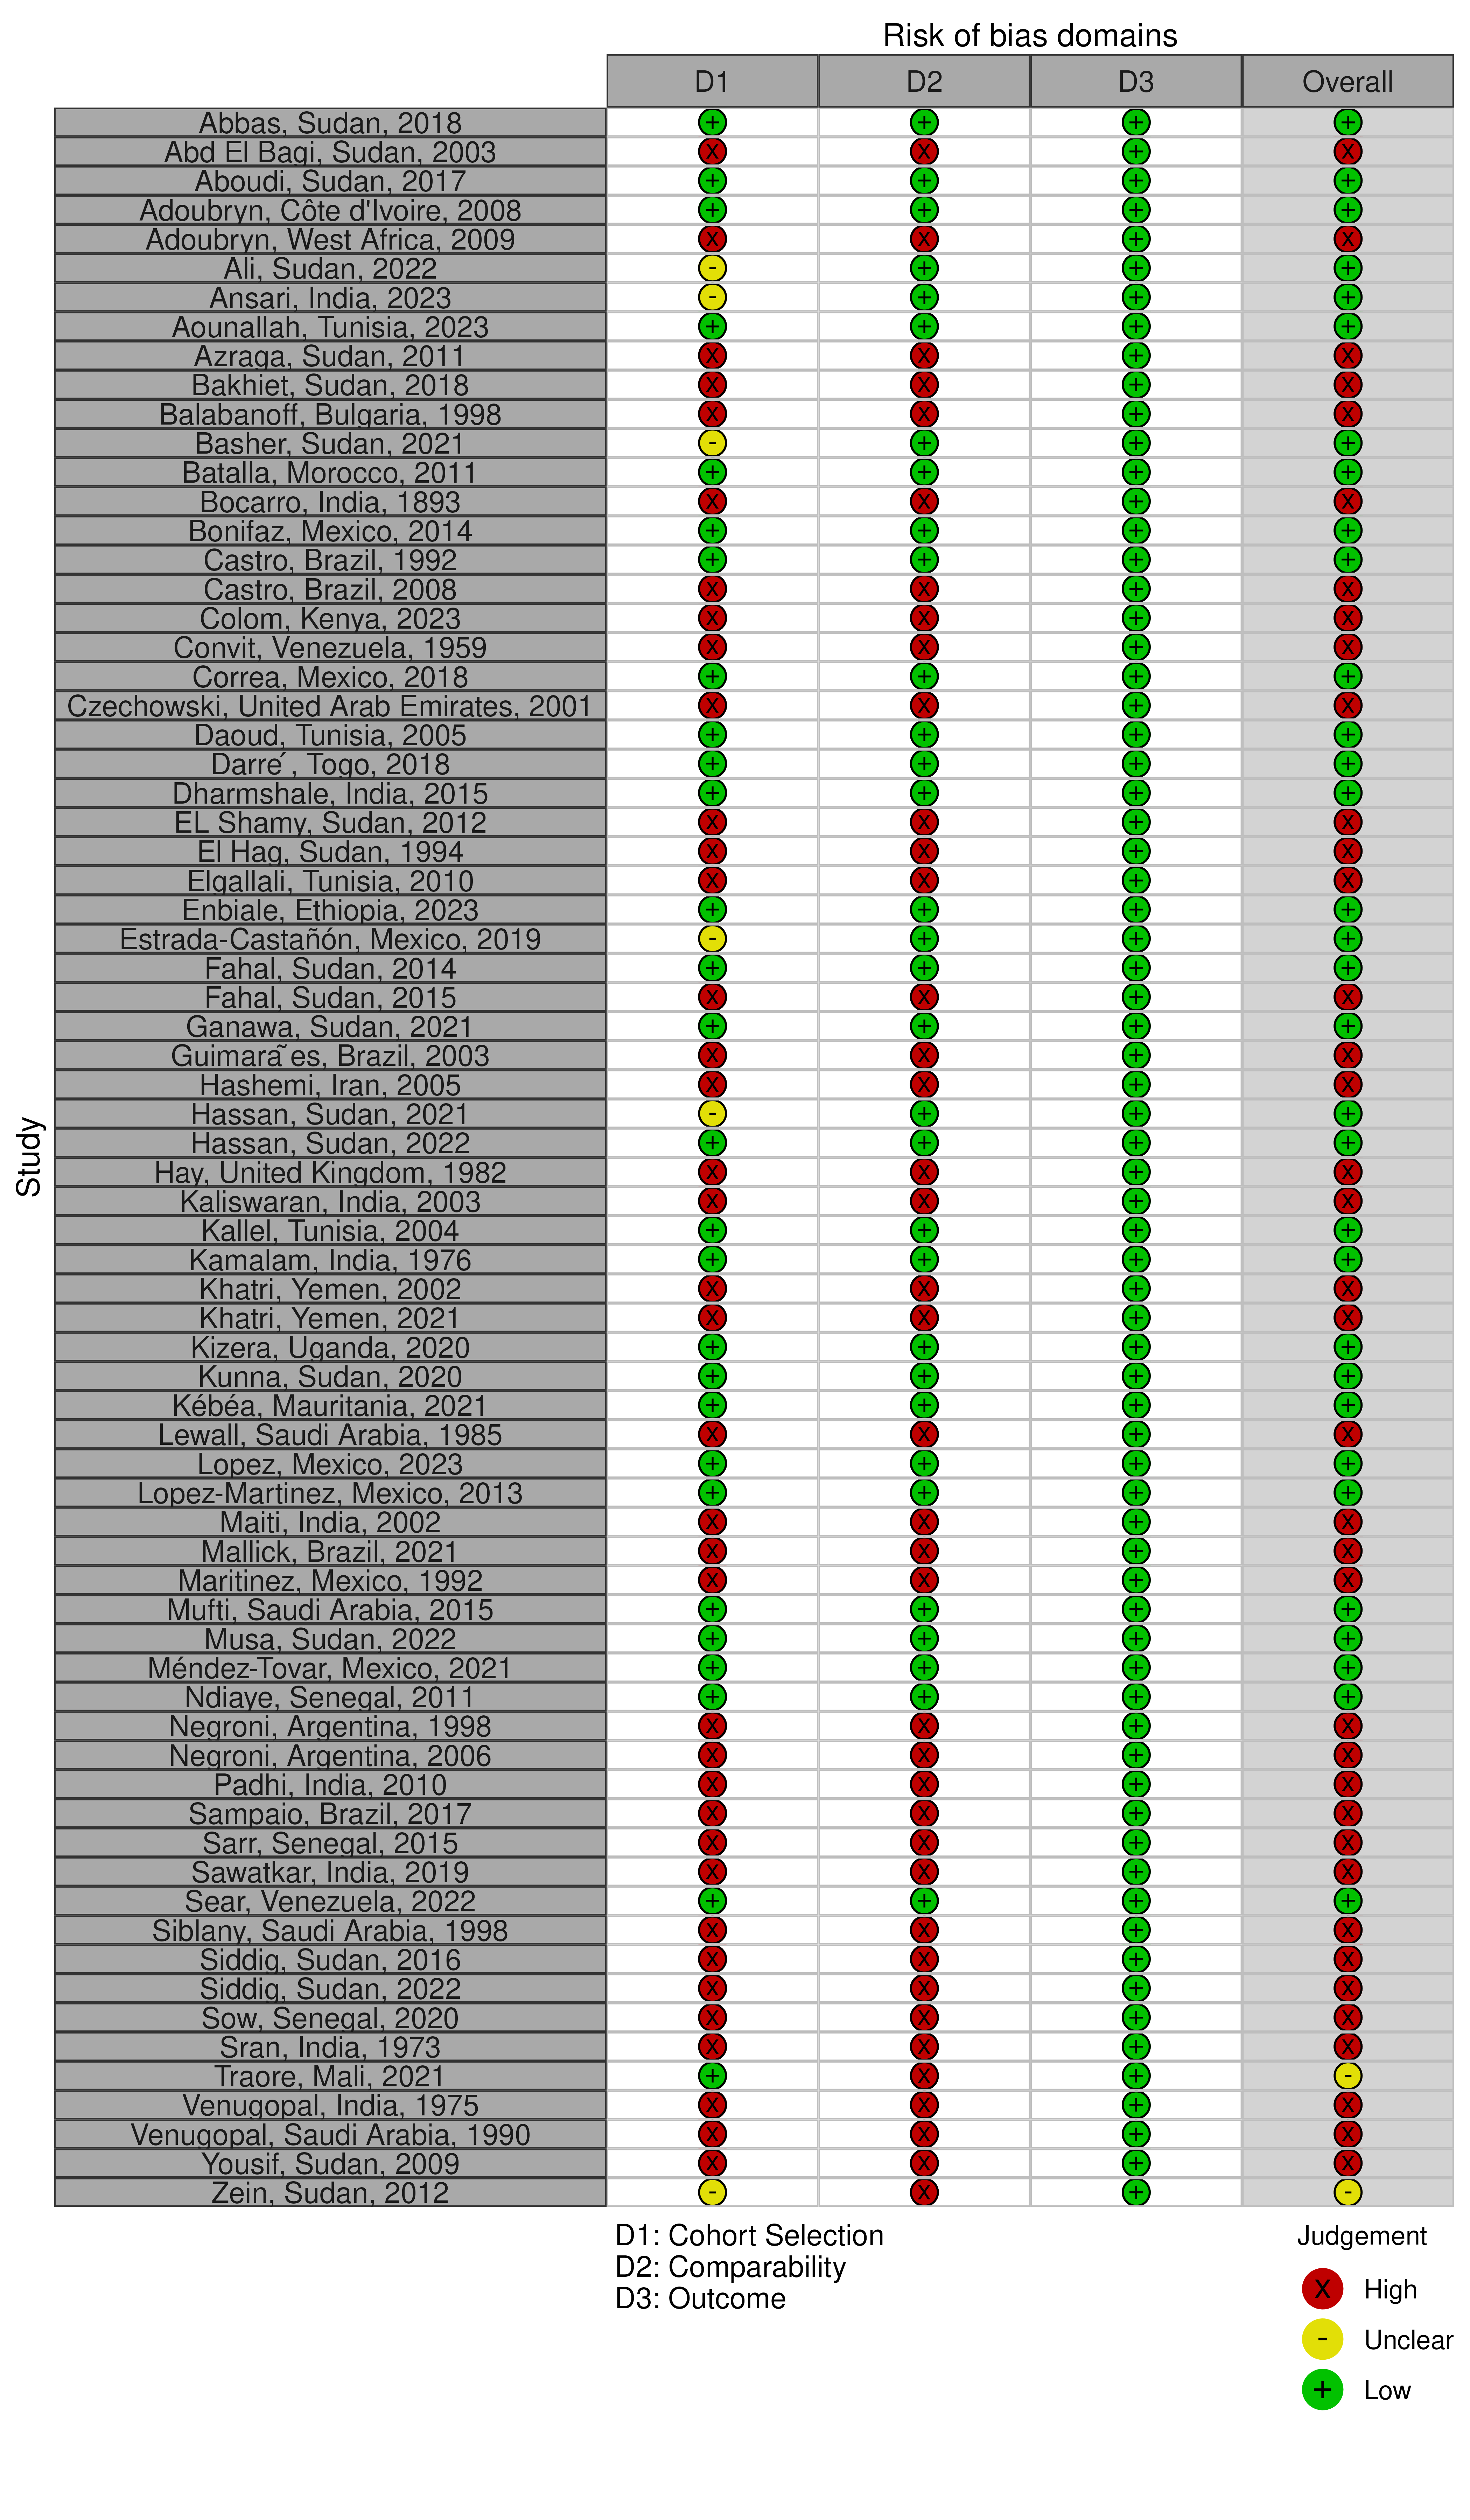 Risk of bias domains
D1 D2 D3 Overall
Abbas, Sudan, 2018 + + + +
Abd El Bagi, Sudan, 2003 X X + X
Aboudi, Sudan, 2017 + + + +
Adoubryn, Côte d'Ivoire, 2008 + + + +
Adoubryn, West Africa, 2009 X X + X
Ali, Sudan, 2022 - + + +
Ansari, India, 2023 - + + +
Aounallah, Tunisia, 2023 + + + +
Azraga, Sudan, 2011 X X + X
Bakhiet, Sudan, 2018 X X + X
Balabanoff, Bulgaria, 1998 X X + X
Basher, Sudan, 2021 - + + +
Batalla, Morocco, 2011 + + + +
Bocarro, India, 1893 X X + X
Bonifaz, Mexico, 2014 + + + +
Castro, Brazil, 1992 + + + +
Castro, Brazil, 2008 X X + X
Colom, Kenya, 2023 X X + X
Convit, Venezuela, 1959 X X + X
Correa, Mexico, 2018 + + + +
Czechowski, United Arab Emirates, 2001 X X + X
Daoud, Tunisia, 2005 + + + +
Darre´, Togo, 2018 + + + +
Dharmshale, India, 2015 + + + +
EL Shamy, Sudan, 2012 X X + X
El Hag, Sudan, 1994 X X + X
Elgallali, Tunisia, 2010 X X + X
Enbiale, Ethiopia, 2023 + + + +
Estrada-Castañón, Mexico, 2019 - + + +
Fahal, Sudan, 2014 + + + +
Fahal, Sudan, 2015 X X + X
Ganawa, Sudan, 2021 + + + +
Guimara˜es, Brazil, 2003 X X + X
Hashemi, Iran, 2005 X X + X
Hassan, Sudan, 2021 - + + +
Hassan, Sudan, 2022 + + + +
Hay, United Kingdom, 1982 X X + X
Kaliswaran, India, 2003 X X + X
Kallel, Tunisia, 2004 + + + +
Kamalam, India, 1976 + + + +
Khatri, Yemen, 2002 X X + X
Khatri, Yemen, 2021 X X + X
Kizera, Uganda, 2020 + + + +
Kunna, Sudan, 2020 + + + +
Kébéa, Mauritania, 2021 + + + +
Lewall, Saudi Arabia, 1985 X X + X
Lopez, Mexico, 2023 + + + +
Lopez-Martinez, Mexico, 2013 + + + +
Maiti, India, 2002 X X + X
Mallick, Brazil, 2021 X X + X
Maritinez, Mexico, 1992 X X + X
Mufti, Saudi Arabia, 2015 + + + +
Musa, Sudan, 2022 + + + +
Méndez-Tovar, Mexico, 2021 + + + +
Ndiaye, Senegal, 2011 + + + +
Negroni, Argentina, 1998 X X + X
Negroni, Argentina, 2006 X X + X
Padhi, India, 2010 X X + X
Sampaio, Brazil, 2017 X X + X
Sarr, Senegal, 2015 X X + X
Sawatkar, India, 2019 X X + X
Sear, Venezuela, 2022 + + + +
Siblany, Saudi Arabia, 1998 X X + X
Siddig, Sudan, 2016 X X + X
Siddig, Sudan, 2022 X X + X
Sow, Senegal, 2020 X X + X
Sran, India, 1973 X X + X
Traore, Mali, 2021 + X + -
Venugopal, India, 1975 X X + X
Venugopal, Saudi Arabia, 1990 X X + X
Yousif, Sudan, 2009 X X + X
Zein, Sudan, 2012 - X + -
Study
D1: Cohort Selection
D2: Comparability
D3: Outcome
Judgement
X High
- Unclear
+ Low